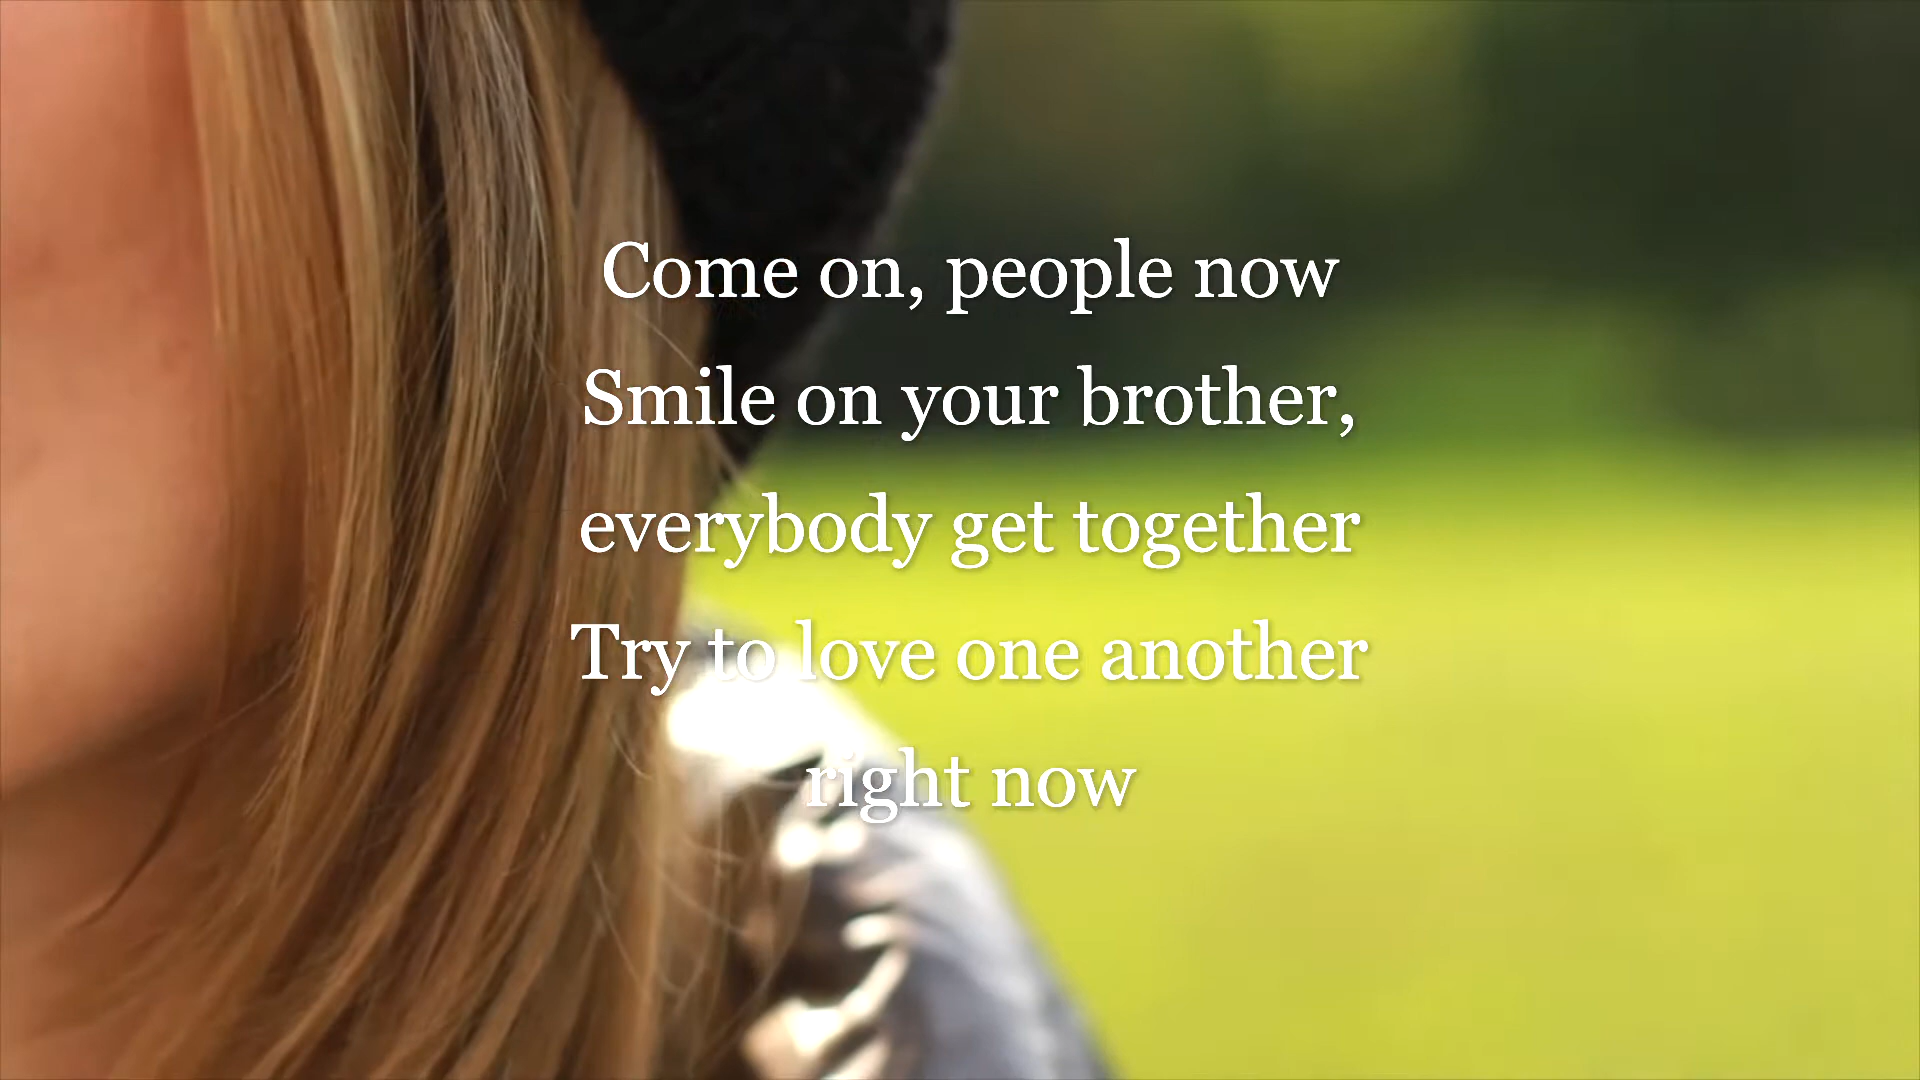 Come on, people now
Smile on your brother,
everybody get together
Try to love one another
right now